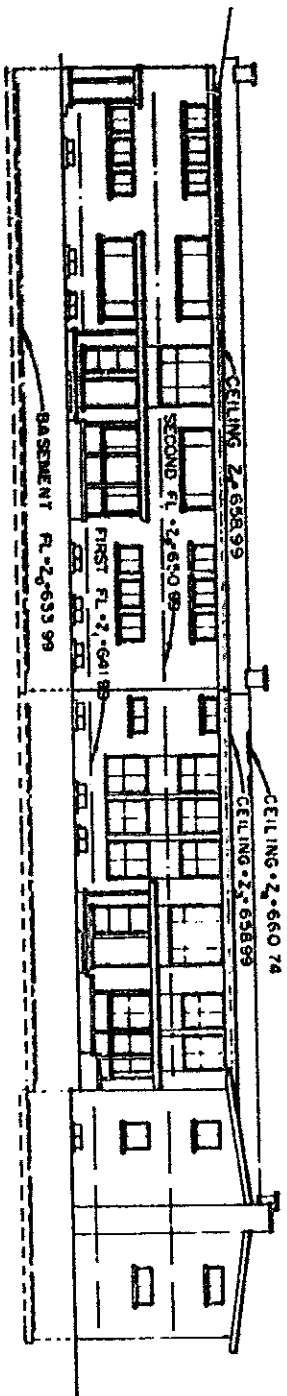 CEILING Z₃=658.99
CEILING = Z₄=660 74
CEILING = Z₃=658.99
SECOND FL = Z₂=650 99
FIRST FL = Z₁=641 99
BASEMENT FL = Z₀=633 99